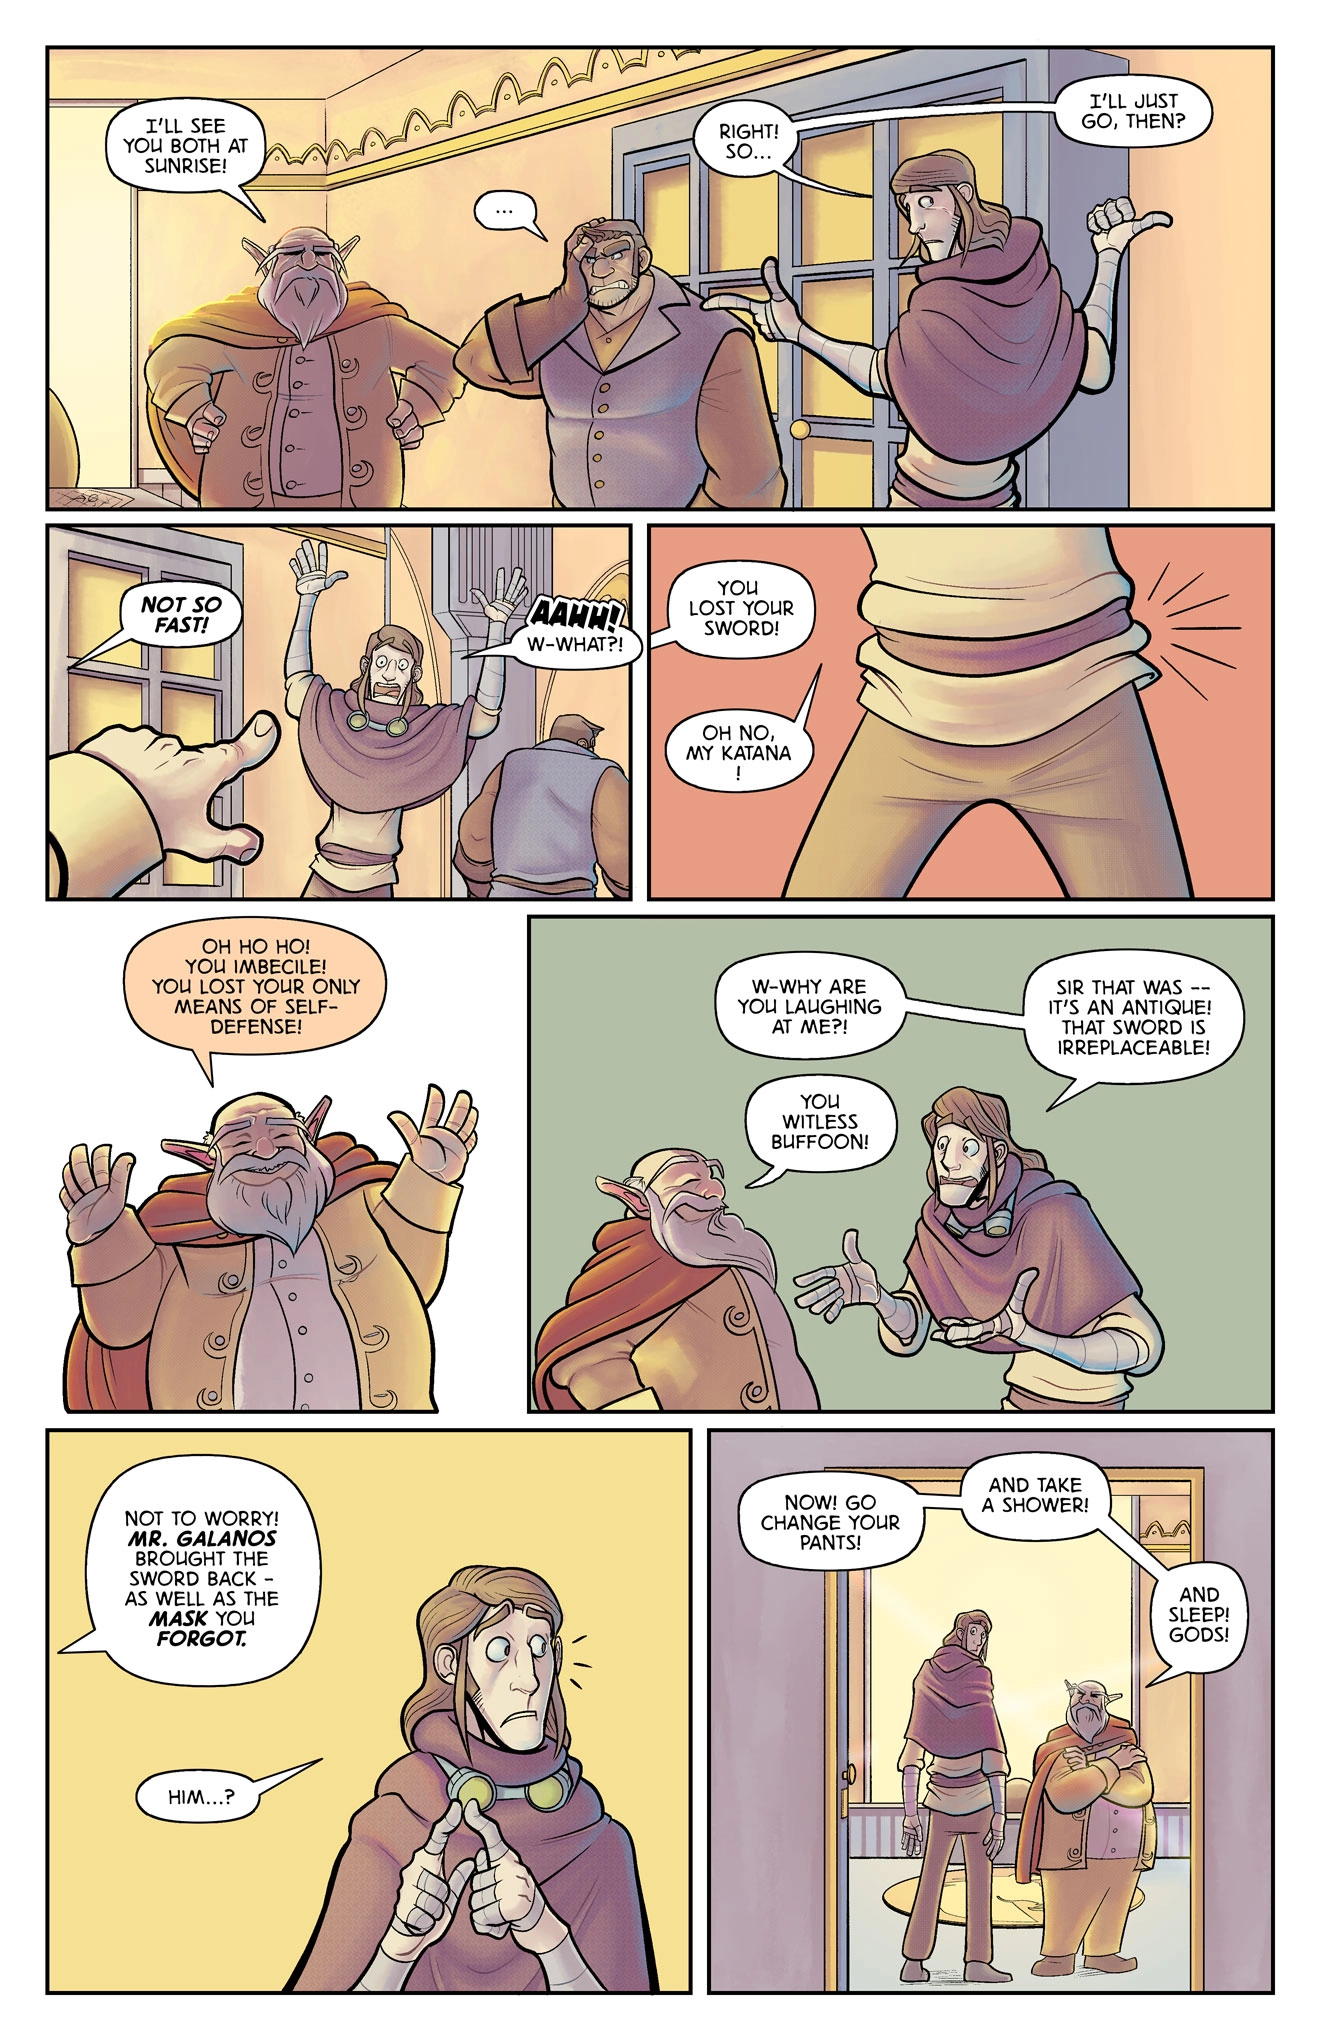 I'LL SEE
YOU BOTH AT
SUNRISE!
...
RIGHT!
SO...
I'LL JUST
GO, THEN?
NOT SO
FAST!
AAHH!
W-WHAT?!
YOU
LOST YOUR
SWORD!
OH NO,
MY KATANA
!
OH HO HO!
YOU IMBECILE!
YOU LOST YOUR ONLY
MEANS OF SELF-
DEFENSE!
W-WHY ARE
YOU LAUGHING
AT ME?!
SIR THAT WAS --
IT'S AN ANTIQUE!
THAT SWORD IS
IRREPLACEABLE!
YOU
WITLESS
BUFFOON!
NOT TO WORRY!
MR. GALANOS
BROUGHT THE
SWORD BACK -
AS WELL AS THE
MASK YOU
FORGOT.
HIM...?
NOW! GO
CHANGE YOUR
PANTS!
AND TAKE
A SHOWER!
AND
SLEEP!
GODS!